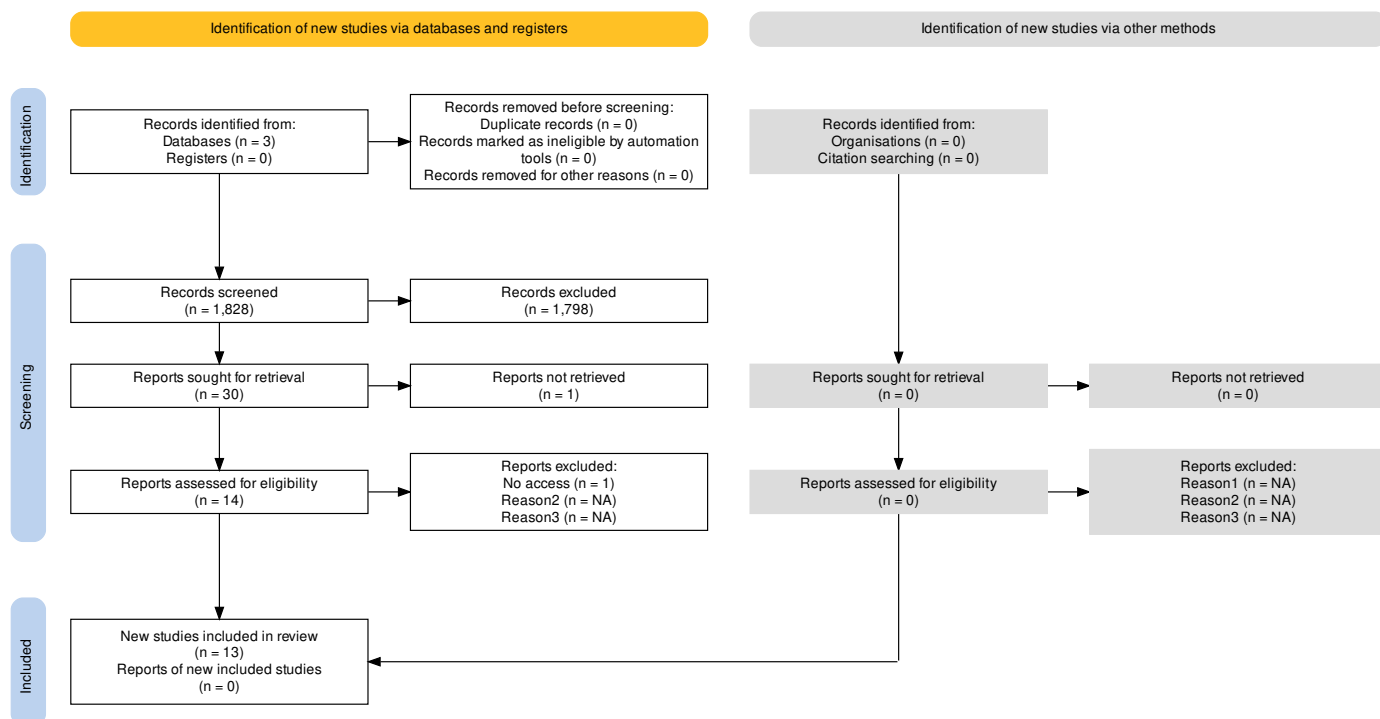 Identification of new studies via databases and registers
Identification of new studies via other methods
Identification
Records identified from:
Databases (n = 3)
Registers (n = 0)
Records removed before screening:
Duplicate records (n = 0)
Records marked as ineligible by automation
tools (n = 0)
Records removed for other reasons (n = 0)
Records identified from:
Organisations (n = 0)
Citation searching (n = 0)
Screening
Records screened
(n = 1,828)
Records excluded
(n = 1,798)
Reports sought for retrieval
(n = 30)
Reports not retrieved
(n = 1)
Reports sought for retrieval
(n = 0)
Reports not retrieved
(n = 0)
Reports assessed for eligibility
(n = 14)
Reports excluded:
No access (n = 1)
Reason2 (n = NA)
Reason3 (n = NA)
Reports assessed for eligibility
(n = 0)
Reports excluded:
Reason1 (n = NA)
Reason2 (n = NA)
Reason3 (n = NA)
Included
New studies included in review
(n = 13)
Reports of new included studies
(n = 0)